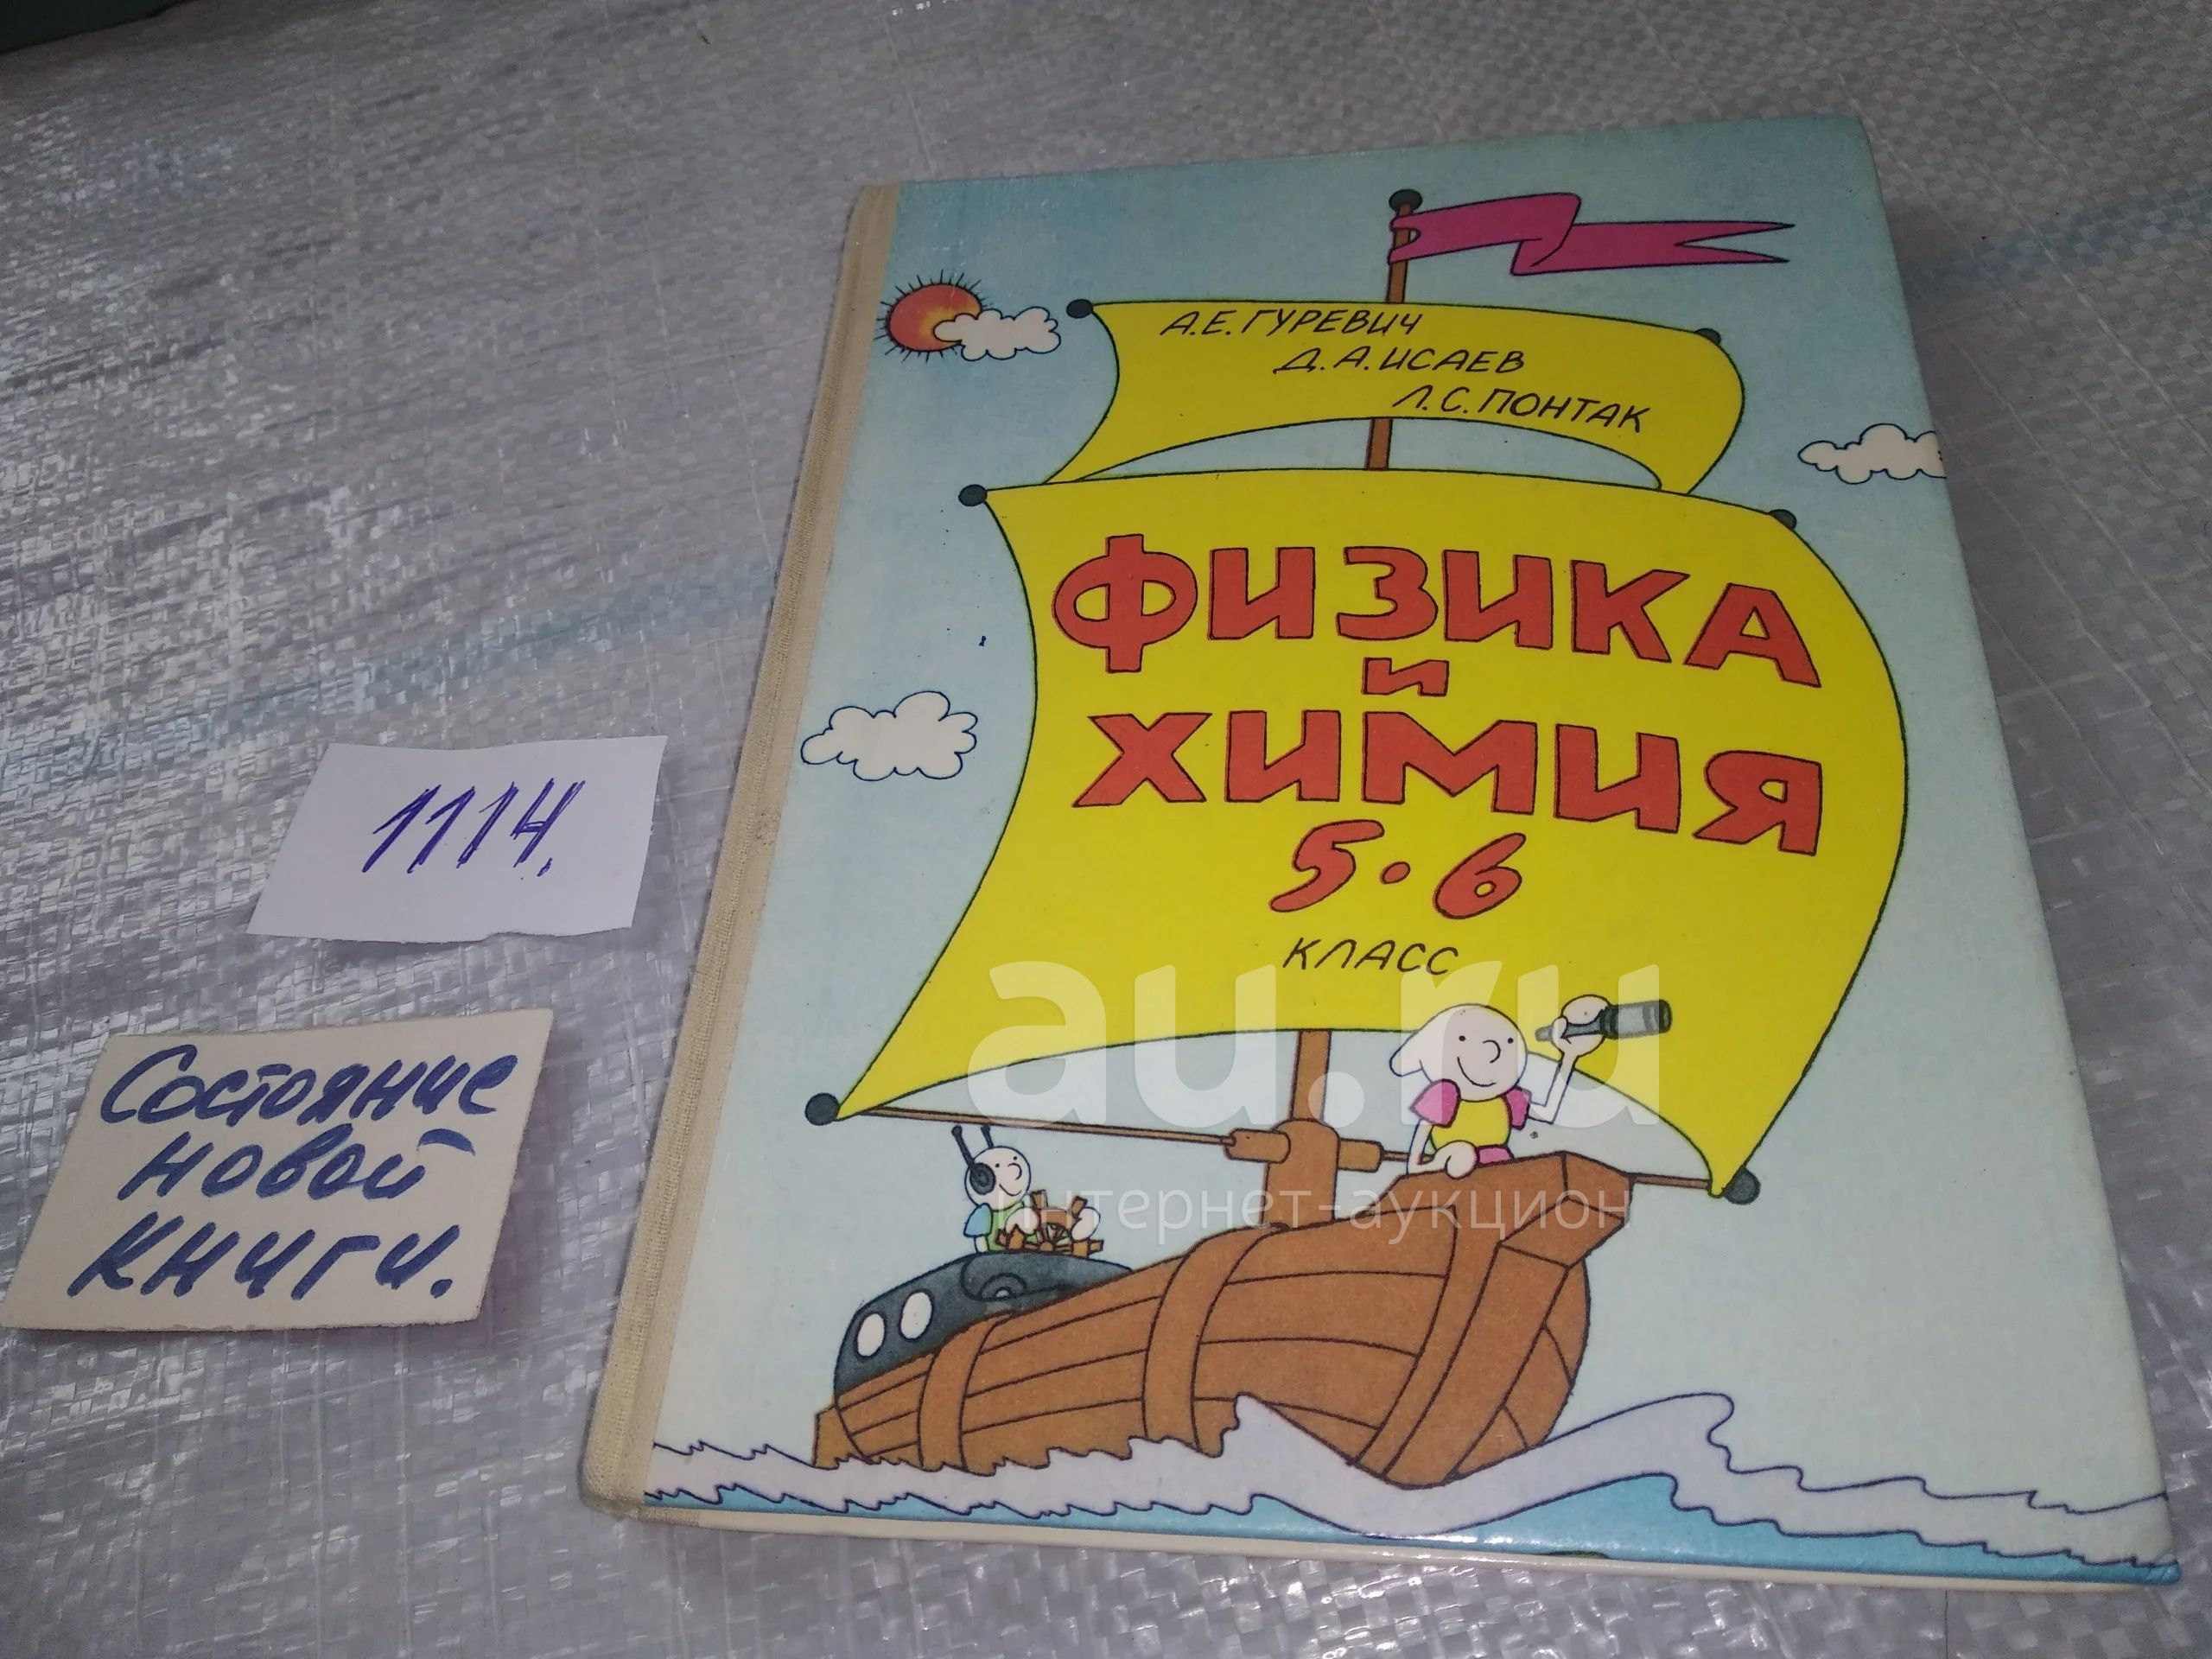 А.Е.ГУРЕВИЧ
Д.А.ИСАЕВ
Л.С.ПОНТАК
ФИЗИКА
И
ХИМИЯ
5·6
КЛАСС
1114.
Состояние
новой
книги.
au.ru
интернет-аукцион